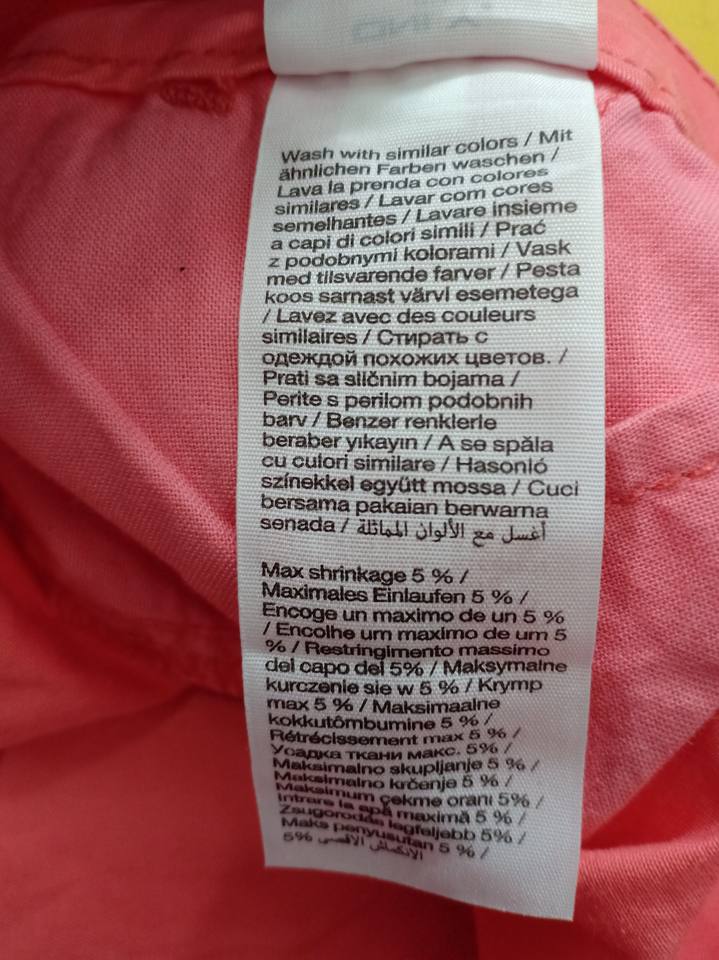 Wash with similar colors / Mit
ähnlichen Farben waschen /
Lava la prenda con colores
similares / Lavar com cores
semelhantes / Lavare insieme
a capi di colori simili / Prać
z podobnymi kolorami / Vask
med tilsvarende farver / Pesta
koos sarnast värvi esemetega
/ Lavez avec des couleurs
similaires / Стирать с
одеждой похожих цветов. /
Prati sa sličnim bojama /
Perite s perilom podobnih
barv / Benzer renklerle
beraber yıkayın / A se spăla
cu culori similare / Hasonló
színekkel együtt mossa / Cuci
bersama pakaian berwarna
senada / أغسل مع الألوان المماثلة
Max shrinkage 5 % /
Maximales Einlaufen 5 % /
Encoge un maximo de un 5 %
/ Encolhe um maximo de um 5
% / Restringimento massimo
del capo del 5% / Maksymalne
kurczenie sie w 5 % / Krymp
max 5 % / Maksimaalne
kokkutõmbumine 5 % /
Rétrécissement max 5 % /
Усадка ткани макс. 5% /
Maksimalno skupljanje 5 % /
Maksimalno krčenje 5 % /
Maksimum çekme oranı 5% /
Intrare la apă maximă 5 % /
Zsugorodás legfeljebb 5% /
Maks penyusutan 5 % /
الانكماش الأقصى 5%